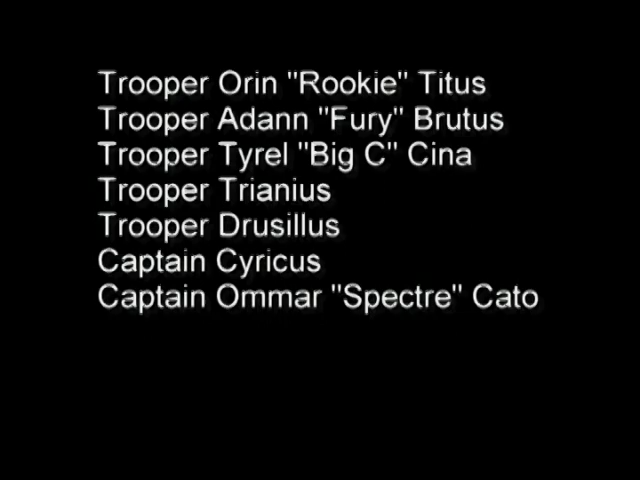 Trooper Orin "Rookie" Titus
Trooper Adann "Fury" Brutus
Trooper Tyrel "Big C" Cina
Trooper Trianius
Trooper Drusillus
Captain Cyricus
Captain Ommar "Spectre" Cato